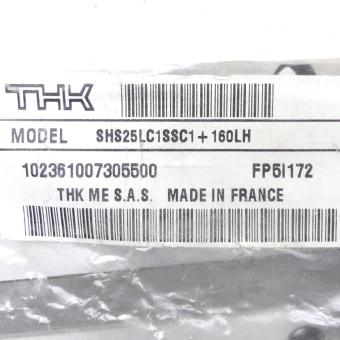 THK
MODEL SHS25LC1SSC1+160LH
102361007305500 FP5I172
THK ME S.A.S. MADE IN FRANCE